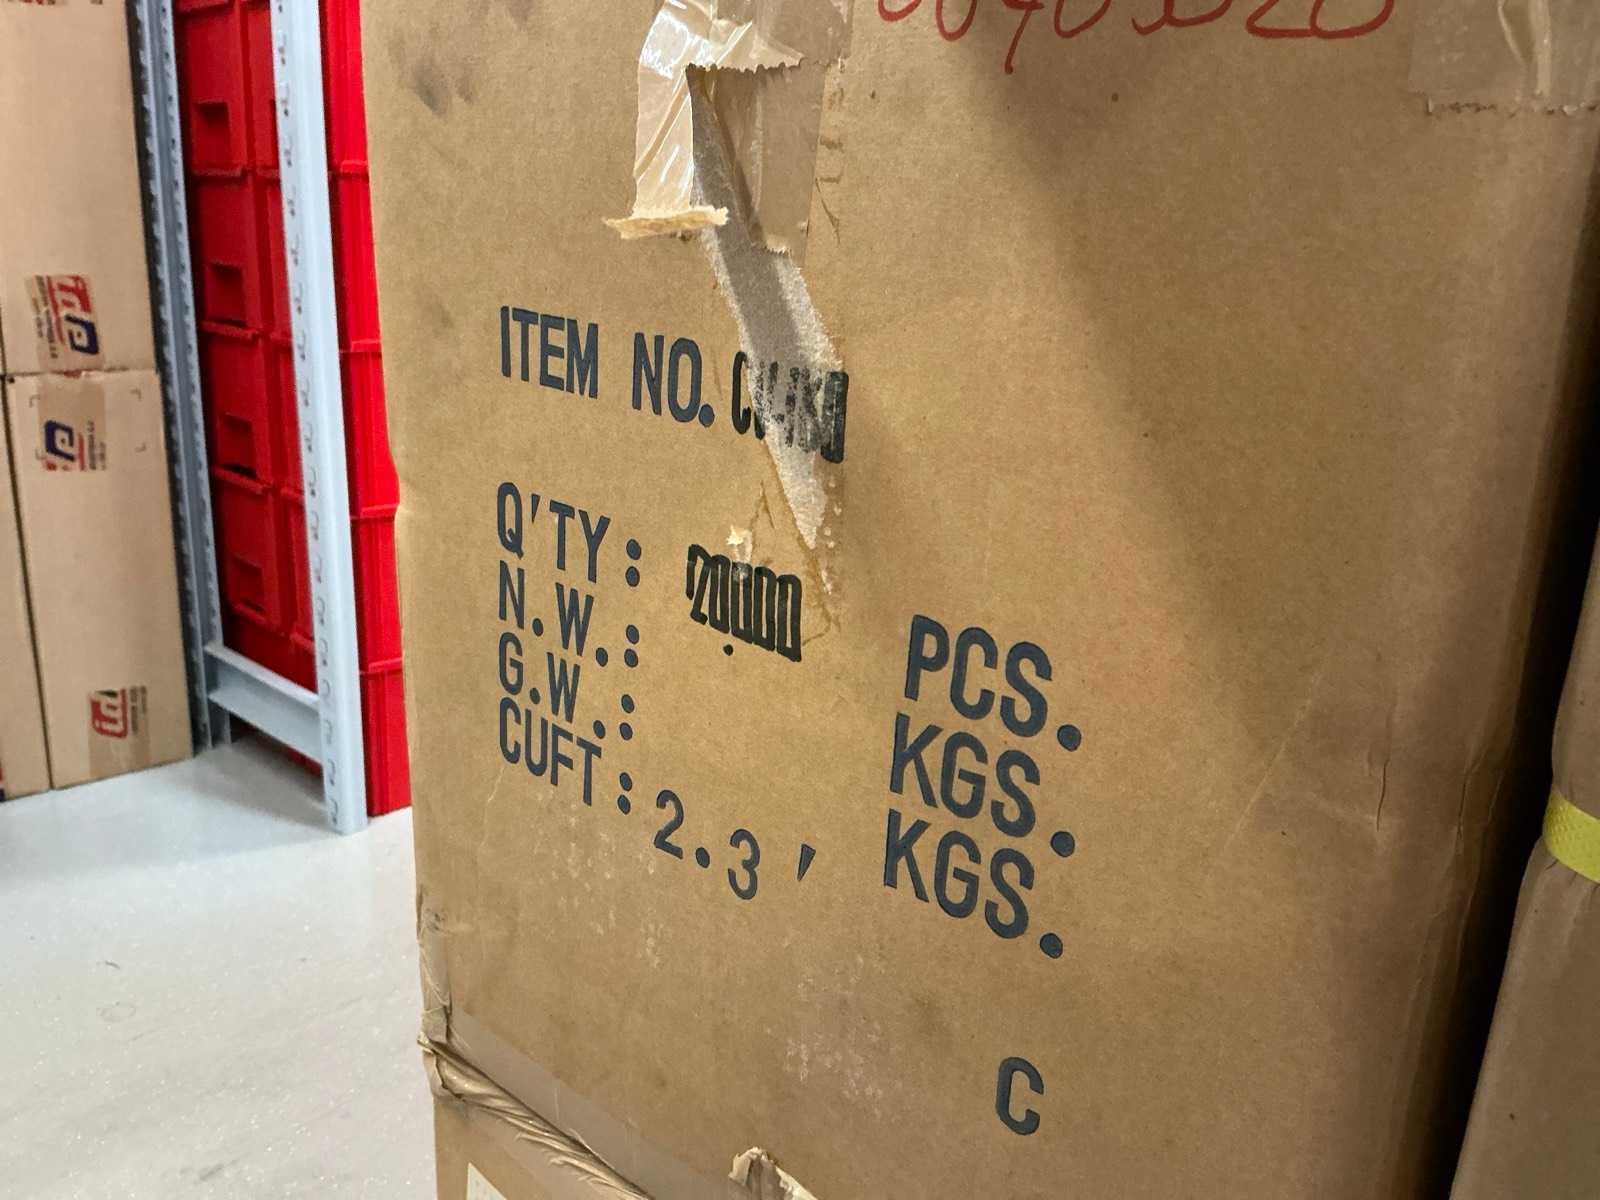 ITEM NO.
Q'TY: 20000 PCS.
N.W.: KGS.
G.W.: KGS.
CUFT: 2.3'
C